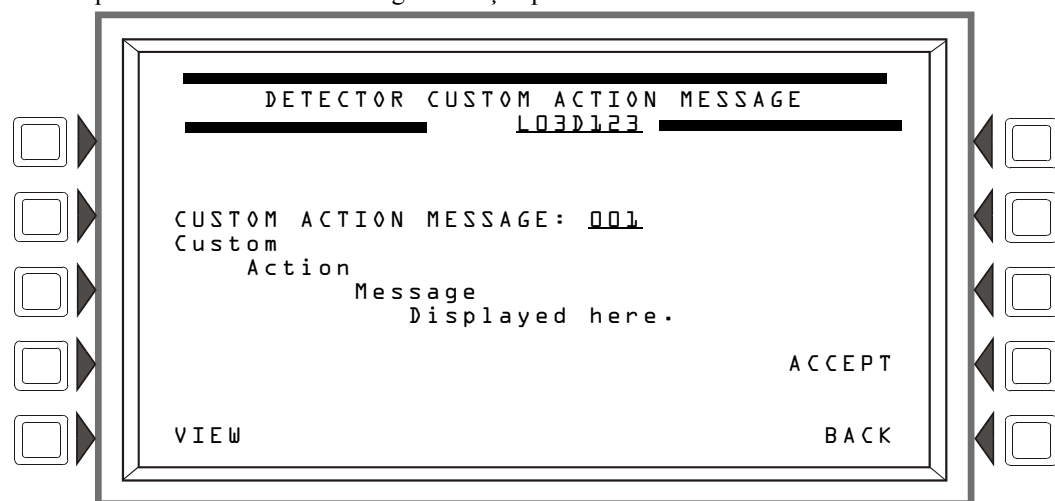 DETECTOR CUSTOM ACTION MESSAGE
L03D123
CUSTOM ACTION MESSAGE: 001
Custom
Action
Message
Displayed here.
ACCEPT
VIEW BACK